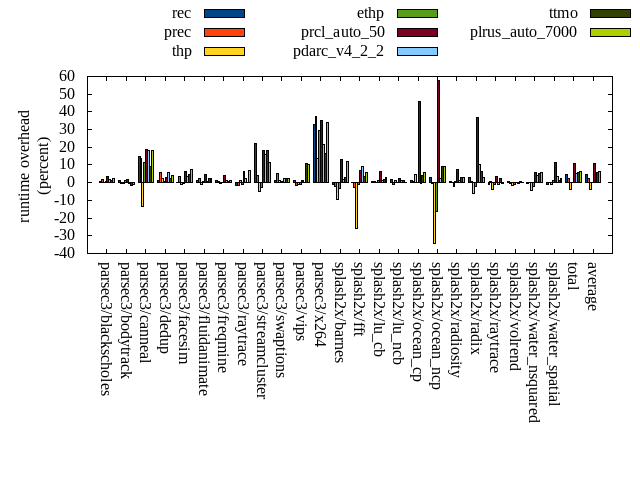 rec
prec
thp
ethp
prcl_auto_50
pdarc_v4_2_2
ttmo
plrus_auto_7000
runtime overhead
(percent)
60
50
40
30
20
10
0
-10
-20
-30
-40
parsec3/blackscholes
parsec3/bodytrack
parsec3/canneal
parsec3/dedup
parsec3/facesim
parsec3/fluidanimate
parsec3/freqmine
parsec3/raytrace
parsec3/streamcluster
parsec3/swaptions
parsec3/vips
parsec3/x264
splash2x/barnes
splash2x/fft
splash2x/lu_cb
splash2x/lu_ncb
splash2x/ocean_cp
splash2x/ocean_ncp
splash2x/radiosity
splash2x/radix
splash2x/raytrace
splash2x/volrend
splash2x/water_nsquared
splash2x/water_spatial
total
average